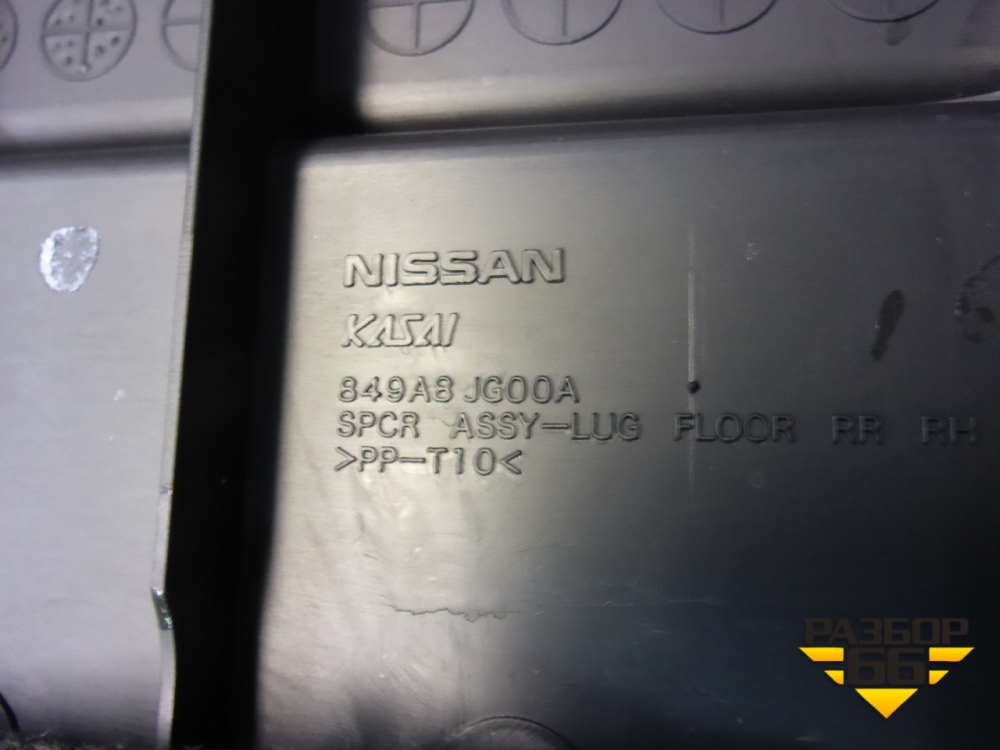 NISSAN
KASAI
849A8 JG00A
SPCR ASSY-LUG FLOOR RR RH
>PP-T10<
РАЗБОР
66